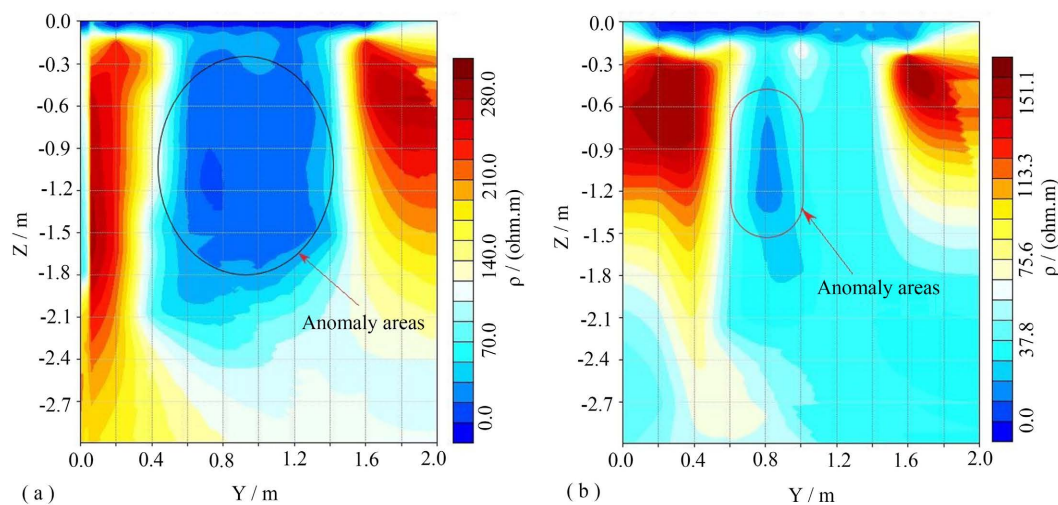 0.0
-0.3
-0.6
-0.9
-1.2
-1.5
-1.8
-2.1
-2.4
-2.7
Z / m
0.0 0.4 0.8 1.2 1.6 2.0
Y / m
( a )
Anomaly areas
280.0
210.0
140.0
70.0
0.0
ρ / (ohm.m)
0.0
-0.3
-0.6
-0.9
-1.2
-1.5
-1.8
-2.1
-2.4
-2.7
Z / m
0.0 0.4 0.8 1.2 1.6 2.0
Y / m
( b )
Anomaly areas
151.1
113.3
75.6
37.8
0.0
ρ / (ohm.m)